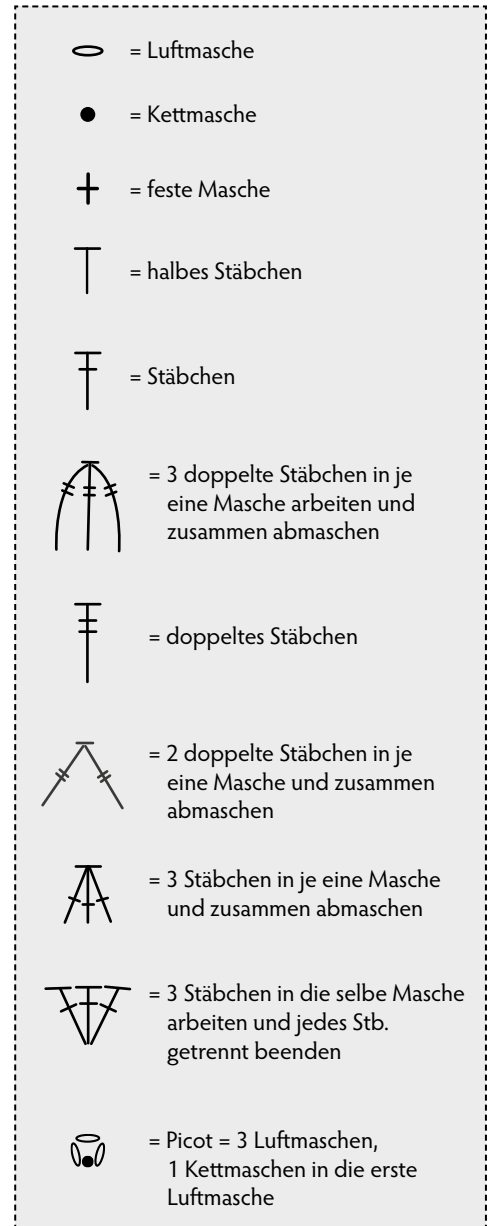 = Luftmasche
= Kettmasche
= feste Masche
= halbes Stäbchen
= Stäbchen
= 3 doppelte Stäbchen in je
eine Masche arbeiten und
zusammen abmaschen
= doppeltes Stäbchen
= 2 doppelte Stäbchen in je
eine Masche und zusammen
abmaschen
= 3 Stäbchen in je eine Masche
und zusammen abmaschen
= 3 Stäbchen in die selbe Masche
arbeiten und jedes Stb.
getrennt beenden
= Picot = 3 Luftmaschen,
1 Kettmaschen in die erste
Luftmasche